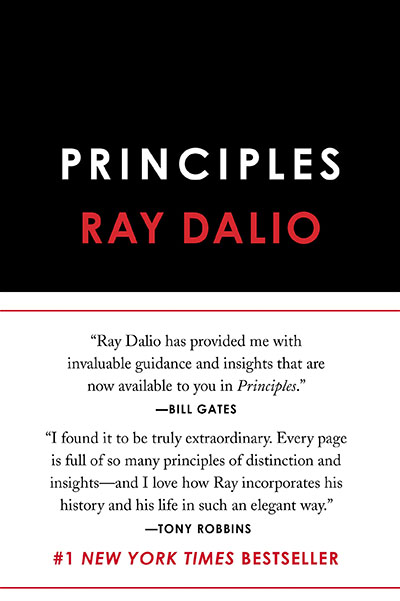 PRINCIPLES
RAY DALIO
“Ray Dalio has provided me with
invaluable guidance and insights that are
now available to you in Principles.”
—BILL GATES
“I found it to be truly extraordinary. Every page
is full of so many principles of distinction and
insights—and I love how Ray incorporates his
history and his life in such an elegant way.”
—TONY ROBBINS
#1 NEW YORK TIMES BESTSELLER